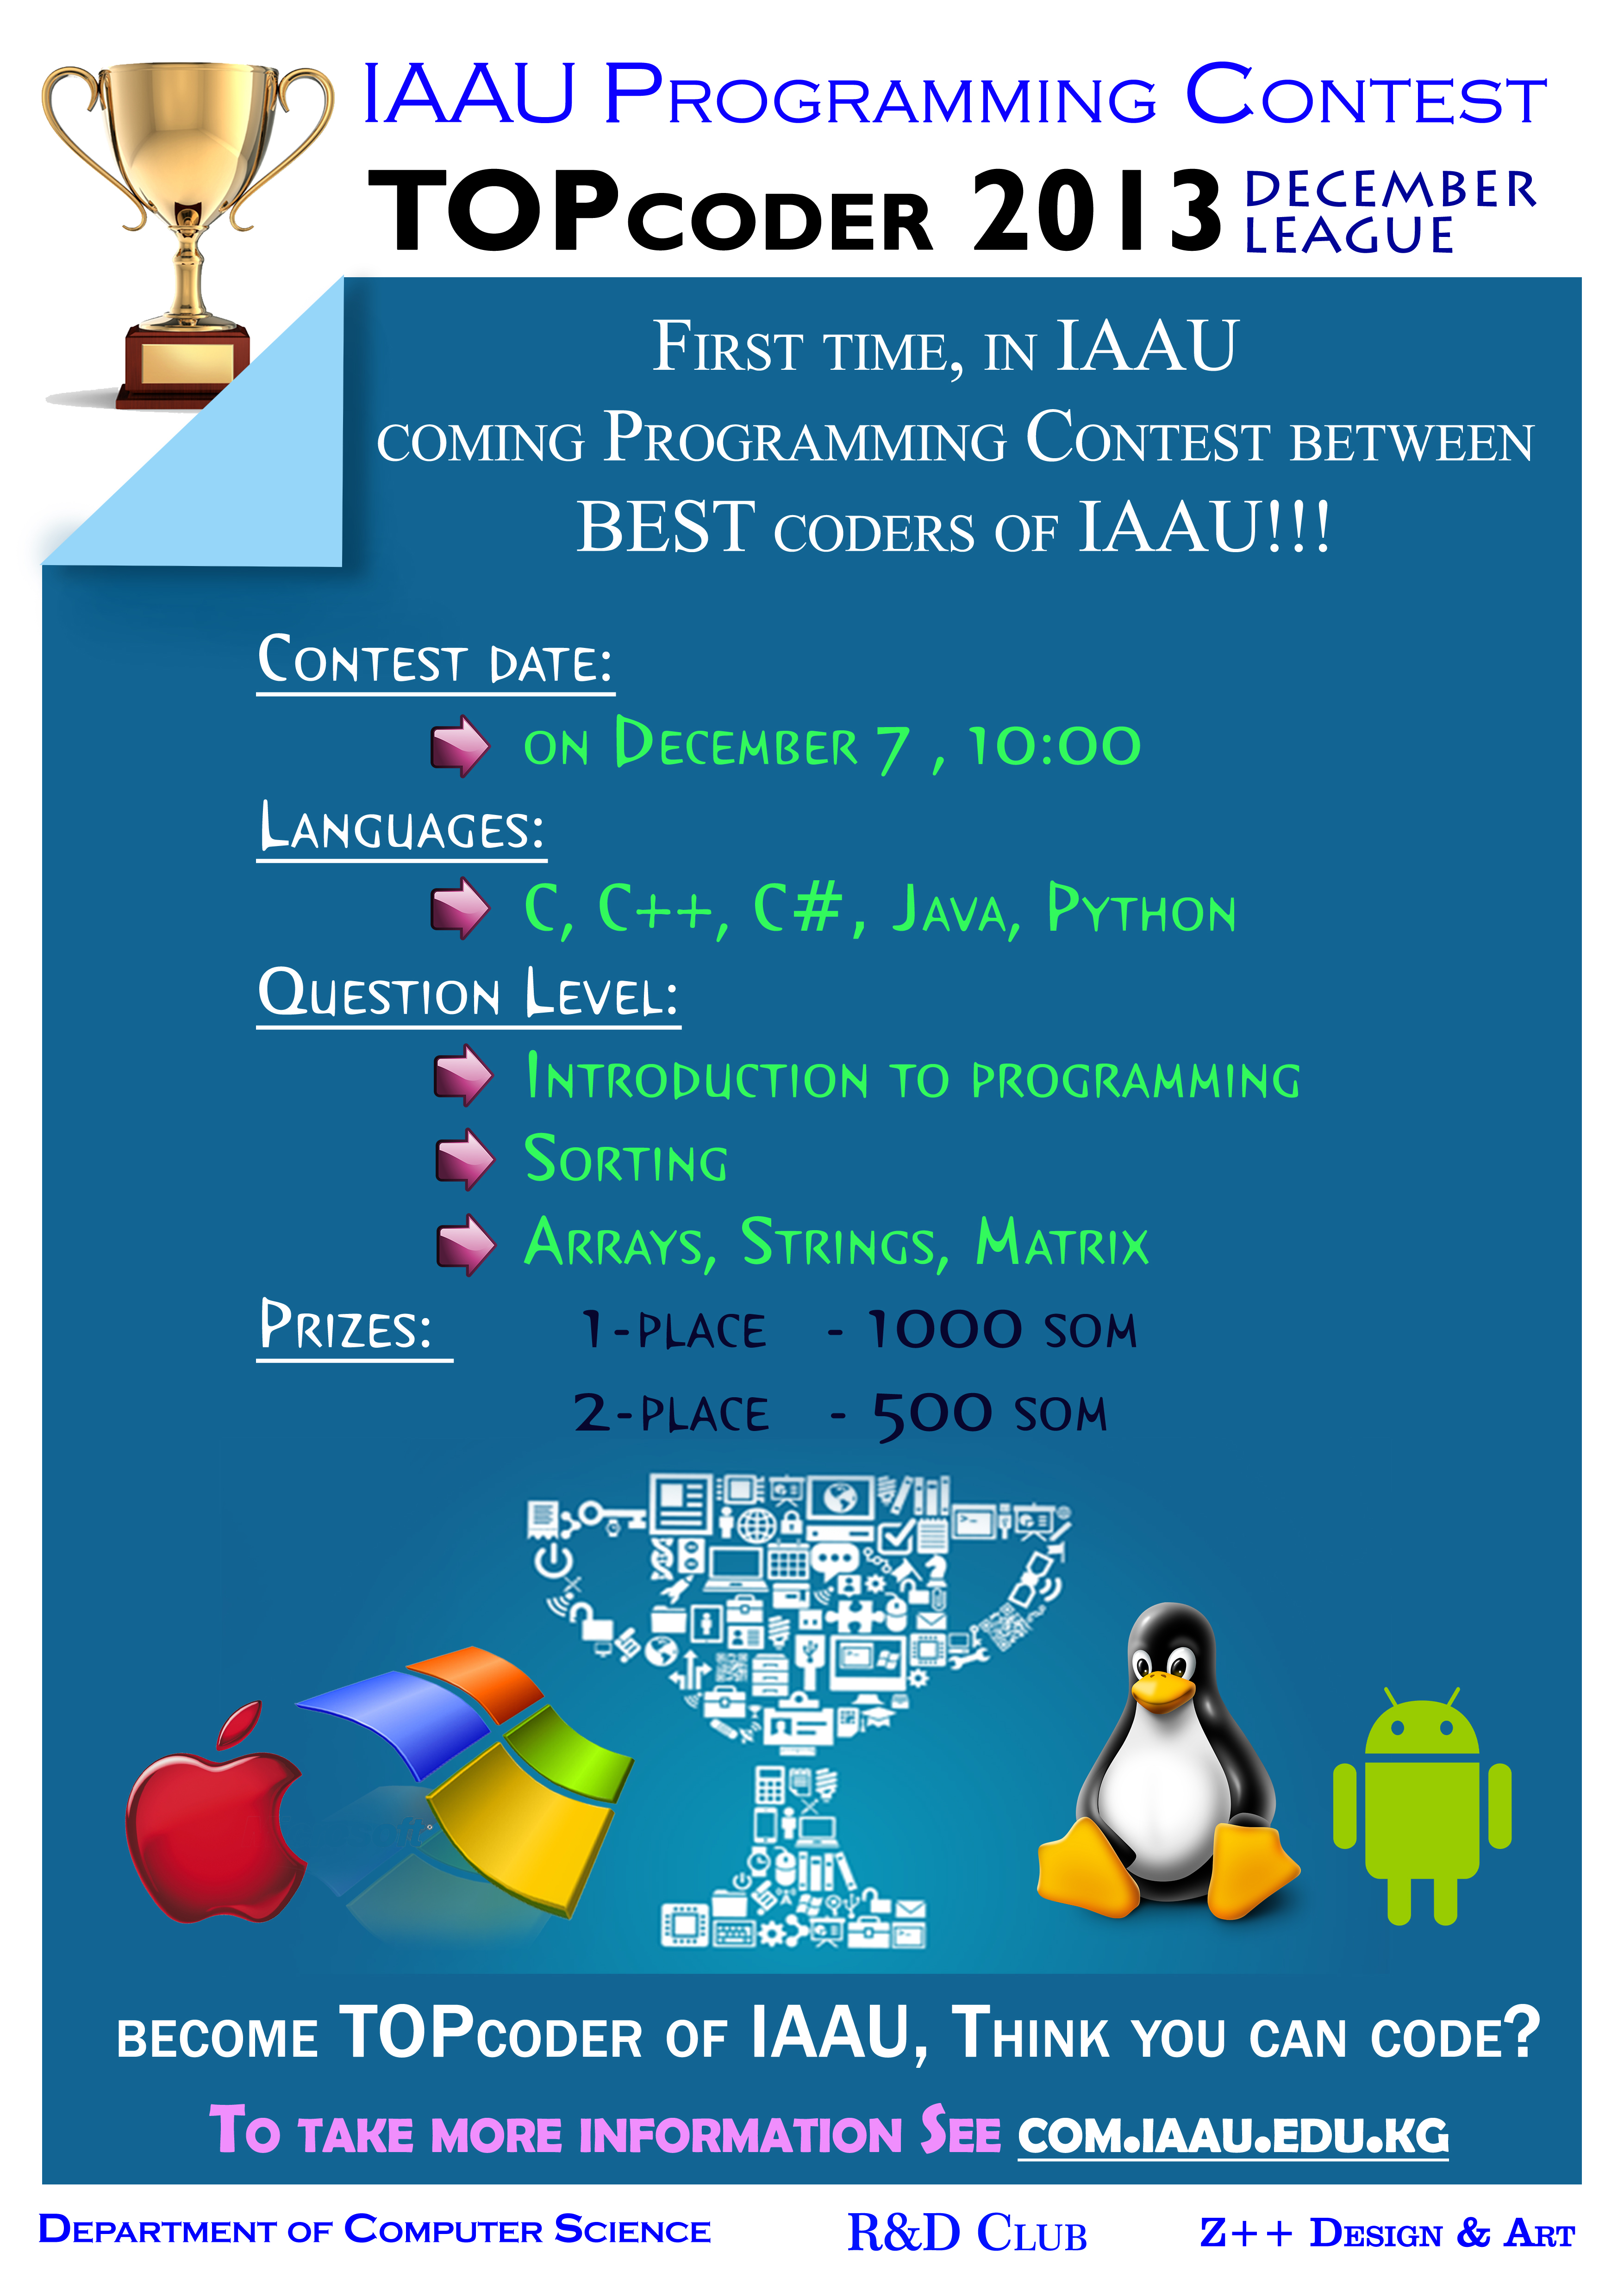 IAAU Programming Contest
TOPcoder 2013 December League
First time, in IAAU
coming Programming Contest between
BEST coders of IAAU!!!
Contest date:
on December 7 , 10:00
Languages:
C, C++, C#, Java, Python
Question Level:
Introduction to programming
Sorting
Arrays, Strings, Matrix
Prizes: 1-place - 1000 som
2-place - 500 som
become TOPcoder of IAAU, Think you can code?
To take more information See com.iaau.edu.kg
Department of Computer Science R&D Club Z++ Design & Art